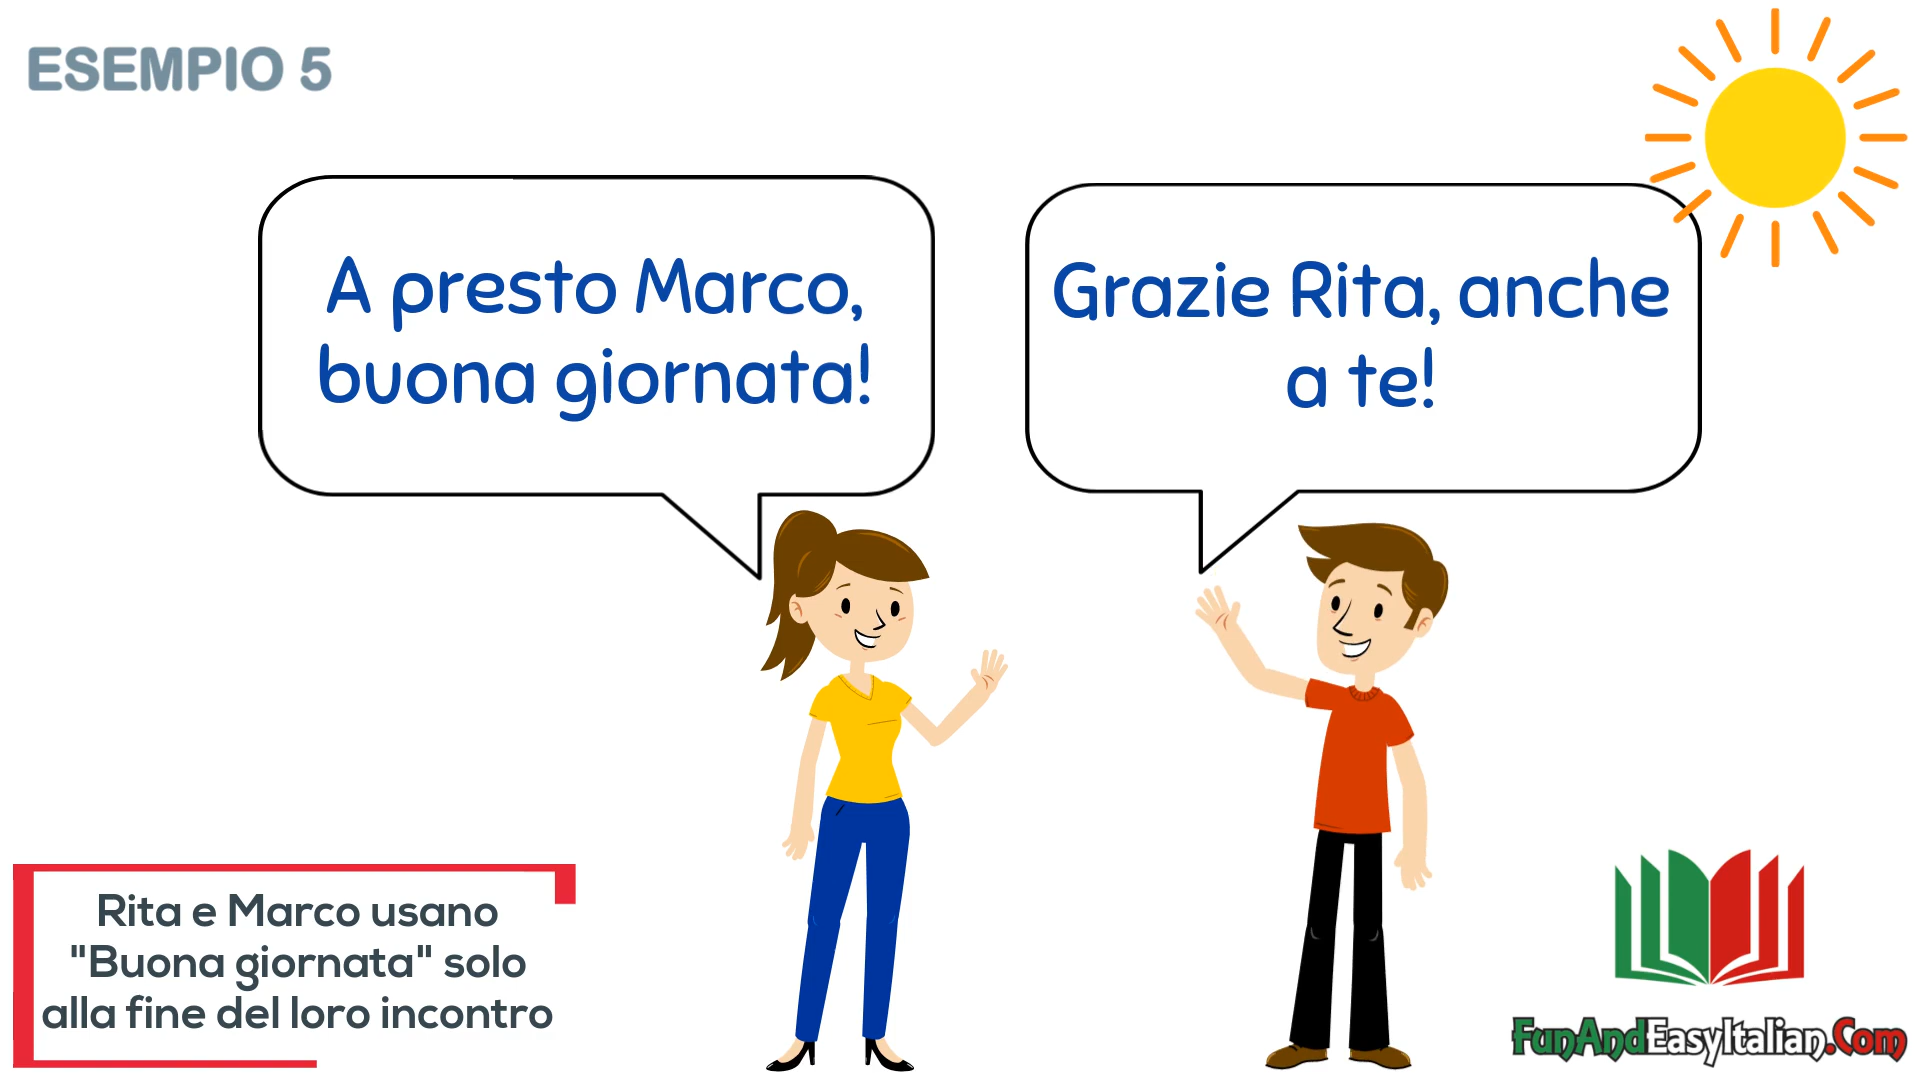 ESEMPIO 5
A presto Marco,
buona giornata!
Grazie Rita, anche
a te!
Rita e Marco usano
"Buona giornata" solo
alla fine del loro incontro
FunAndEasyItalian.Com